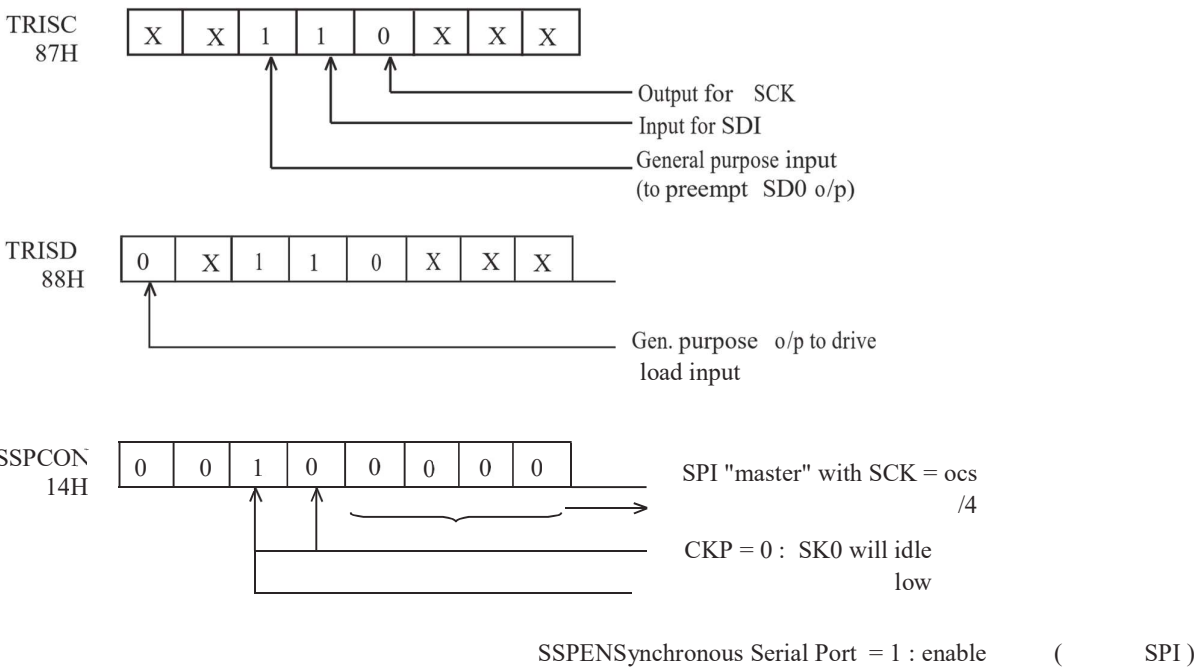 TRISC
87H
X X 1 1 0 X X X
Output for SCK
Input for SDI
General purpose input
(to preempt SD0 o/p)
TRISD
88H
0 X 1 1 0 X X X
Gen. purpose o/p to drive
load input
SSPCON
14H
0 0 1 0 0 0 0 0
SPI "master" with SCK = ocs
/4
CKP = 0 : SK0 will idle
low
SSPENSynchronous Serial Port = 1 : enable ( SPI )